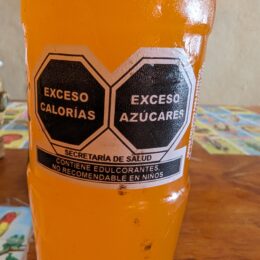 EXCESO
CALORÍAS
EXCESO
AZÚCARES
SECRETARÍA DE SALUD
CONTIENE EDULCORANTES,
NO RECOMENDABLE EN NIÑOS